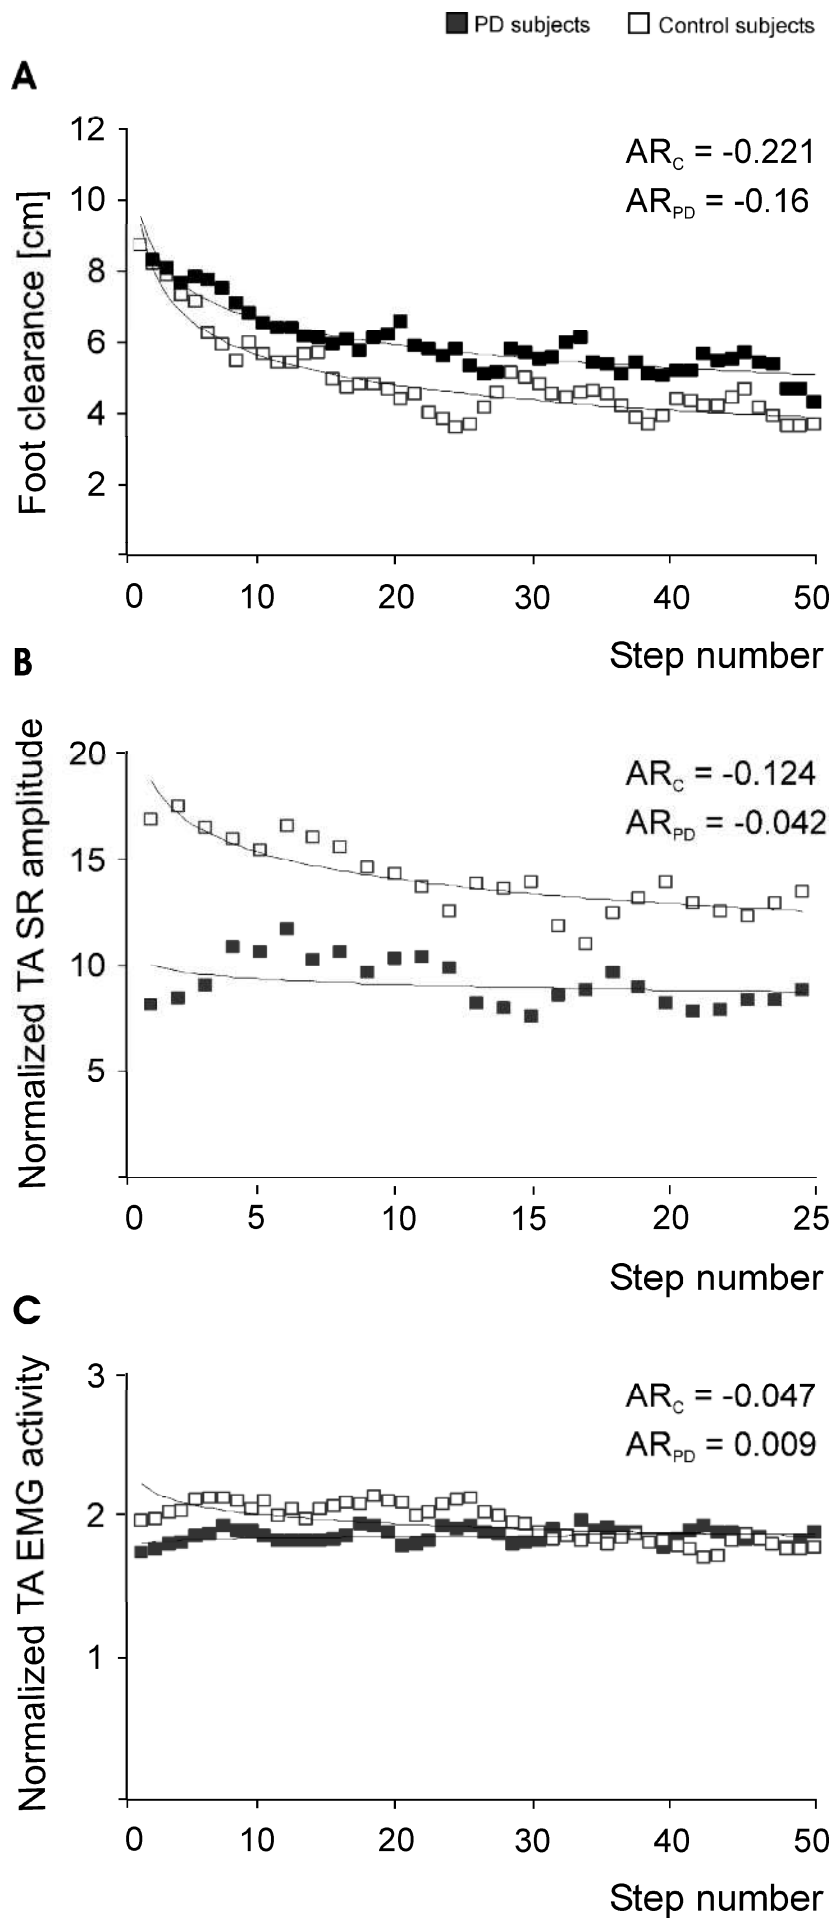 PD subjects Control subjects
A
Foot clearance [cm]
12
10
8
6
4
2
AR_C = -0.221
AR_PD = -0.16
0 10 20 30 40 50
Step number
B
Normalized TA SR amplitude
20
15
10
5
AR_C = -0.124
AR_PD = -0.042
0 5 10 15 20 25
Step number
C
Normalized TA EMG activity
3
2
1
AR_C = -0.047
AR_PD = 0.009
0 10 20 30 40 50
Step number